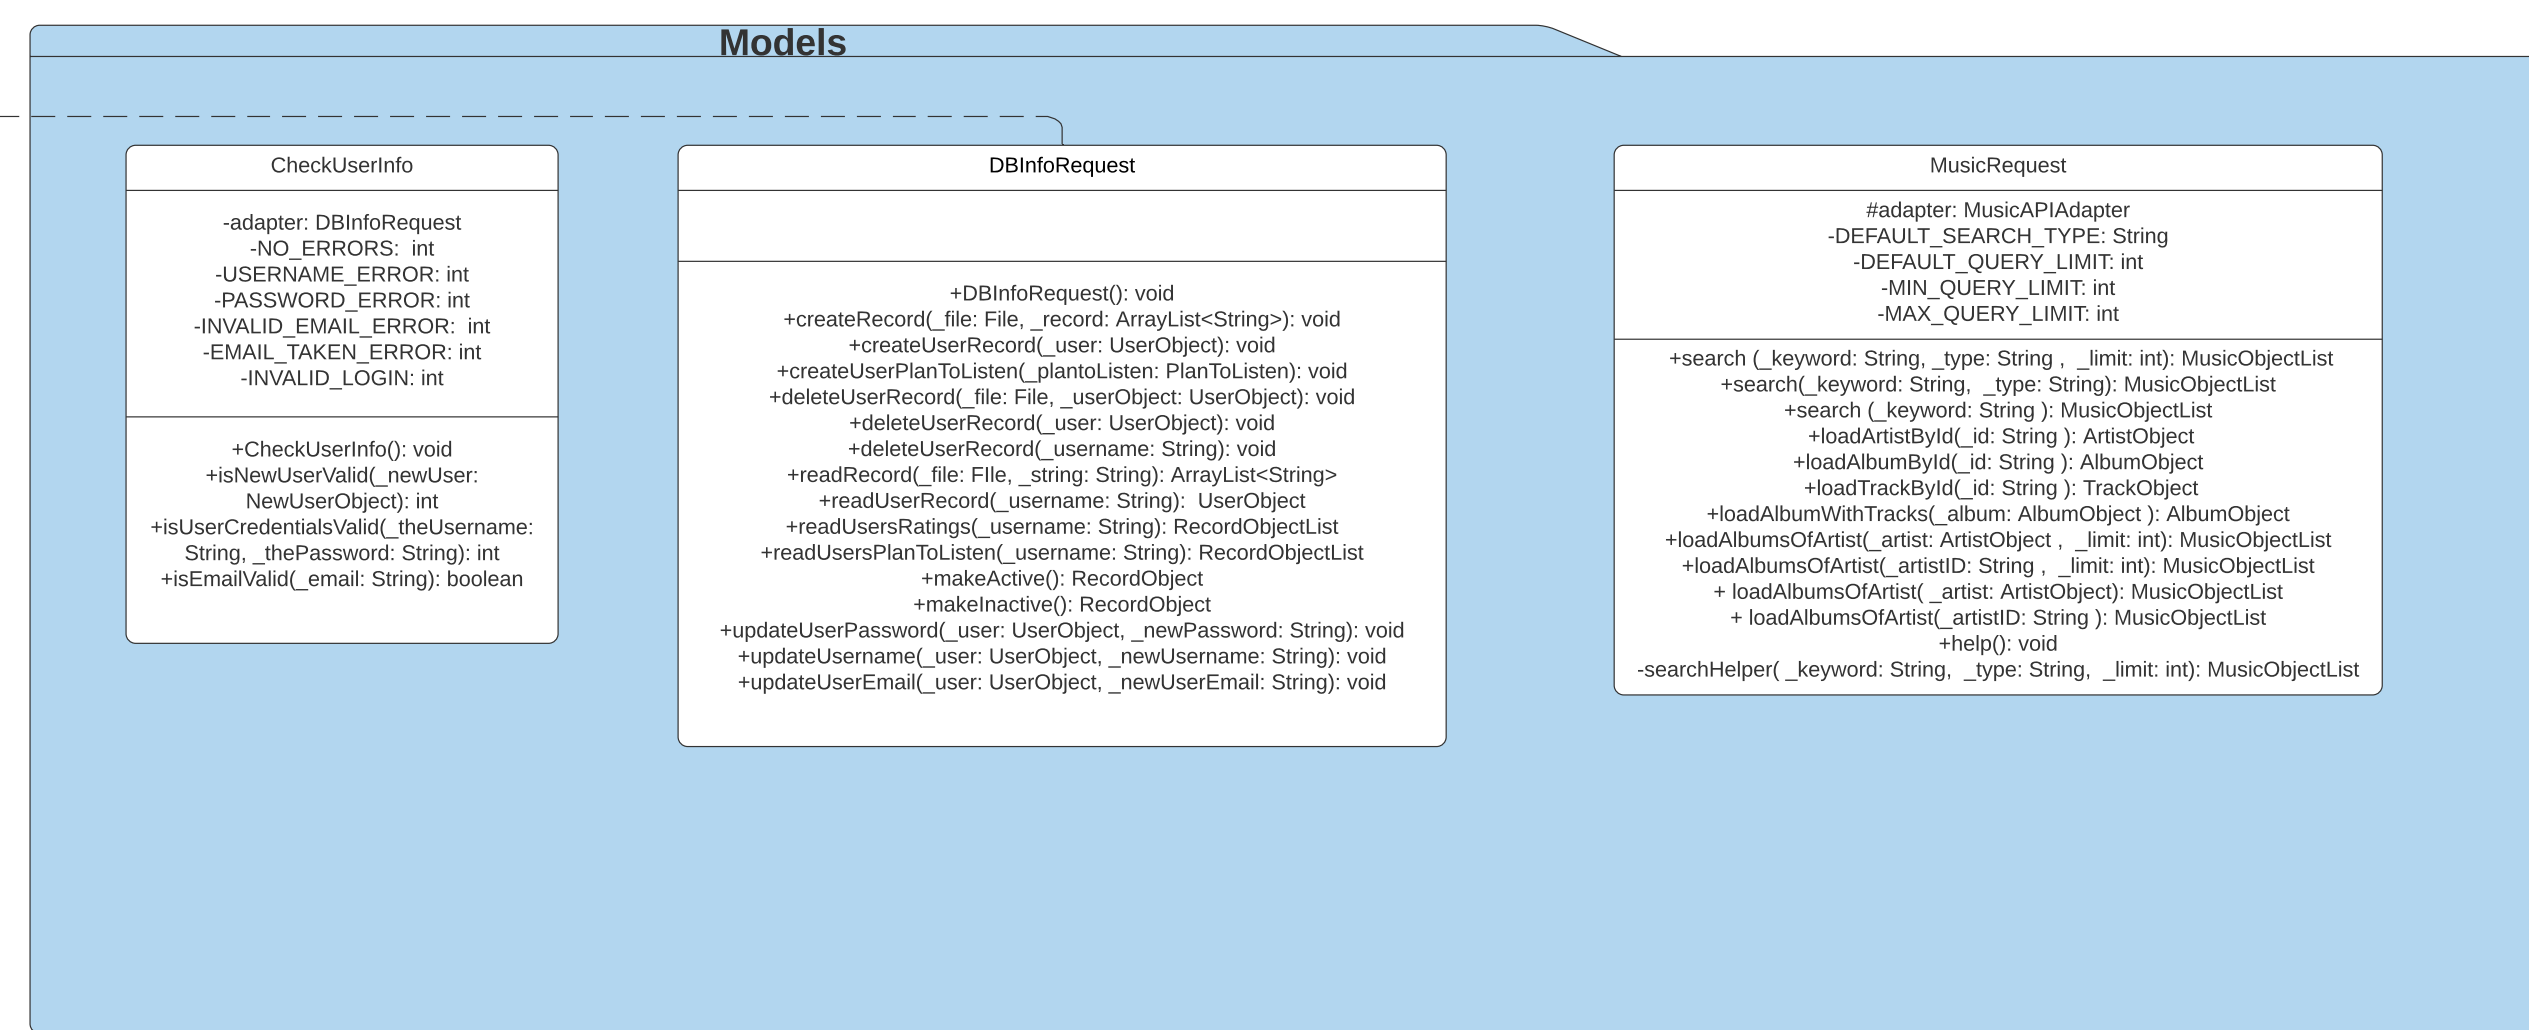 Models
CheckUserInfo
-adapter: DBInfoRequest
-NO_ERRORS:  int
-USERNAME_ERROR: int
-PASSWORD_ERROR: int
-INVALID_EMAIL_ERROR:  int
-EMAIL_TAKEN_ERROR: int
-INVALID_LOGIN: int
+CheckUserInfo(): void
+isNewUserValid(_newUser:
NewUserObject): int
+isUserCredentialsValid(_theUsername:
String, _thePassword: String): int
+isEmailValid(_email: String): boolean
DBInfoRequest
+DBInfoRequest(): void
+createRecord(_file: File, _record: ArrayList<String>): void
+createUserRecord(_user: UserObject): void
+createUserPlanToListen(_plantoListen: PlanToListen): void
+deleteUserRecord(_file: File, _userObject: UserObject): void
+deleteUserRecord(_user: UserObject): void
+deleteUserRecord(_username: String): void
+readRecord(_file: FIle, _string: String): ArrayList<String>
+readUserRecord(_username: String):  UserObject
+readUsersRatings(_username: String): RecordObjectList
+readUsersPlanToListen(_username: String): RecordObjectList
+makeActive(): RecordObject
+makeInactive(): RecordObject
+updateUserPassword(_user: UserObject, _newPassword: String): void
+updateUsername(_user: UserObject, _newUsername: String): void
+updateUserEmail(_user: UserObject, _newUserEmail: String): void
MusicRequest
#adapter: MusicAPIAdapter
-DEFAULT_SEARCH_TYPE: String
-DEFAULT_QUERY_LIMIT: int
-MIN_QUERY_LIMIT: int
-MAX_QUERY_LIMIT: int
+search (_keyword: String, _type: String ,  _limit: int): MusicObjectList
+search(_keyword: String,  _type: String): MusicObjectList
+search (_keyword: String ): MusicObjectList
+loadArtistById(_id: String ): ArtistObject
+loadAlbumById(_id: String ): AlbumObject
+loadTrackById(_id: String ): TrackObject
+loadAlbumWithTracks(_album: AlbumObject ): AlbumObject
+loadAlbumsOfArtist(_artist: ArtistObject ,  _limit: int): MusicObjectList
+loadAlbumsOfArtist(_artistID: String ,  _limit: int): MusicObjectList
+ loadAlbumsOfArtist( _artist: ArtistObject): MusicObjectList
+ loadAlbumsOfArtist(_artistID: String ): MusicObjectList
+help(): void
-searchHelper( _keyword: String,  _type: String,  _limit: int): MusicObjectList